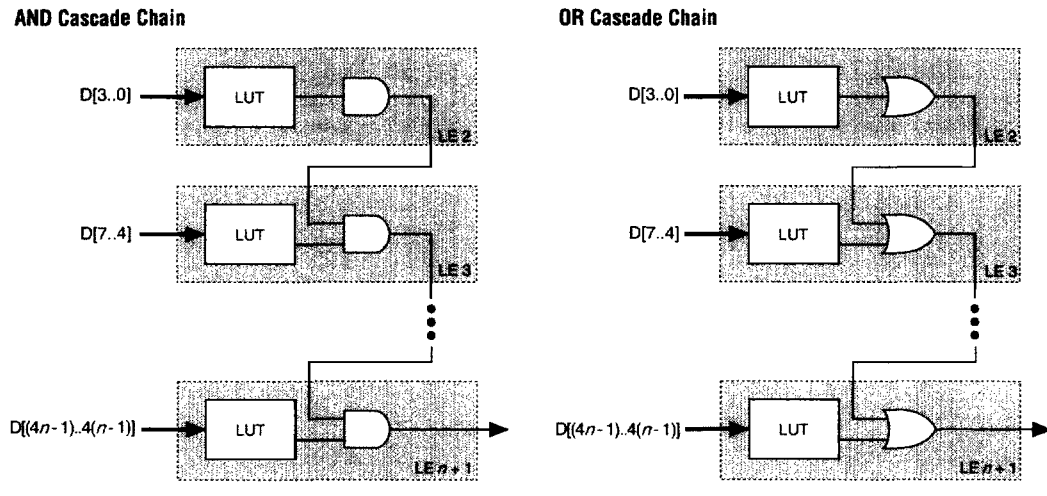 AND Cascade Chain
D[3..0]
LUT
LE 2
D[7..4]
LUT
LE 3
D[(4n-1)..4(n-1)]
LUT
LE n + 1
OR Cascade Chain
D[3..0]
LUT
LE 2
D[7..4]
LUT
LE 3
D[(4n-1)..4(n-1)]
LUT
LE n + 1